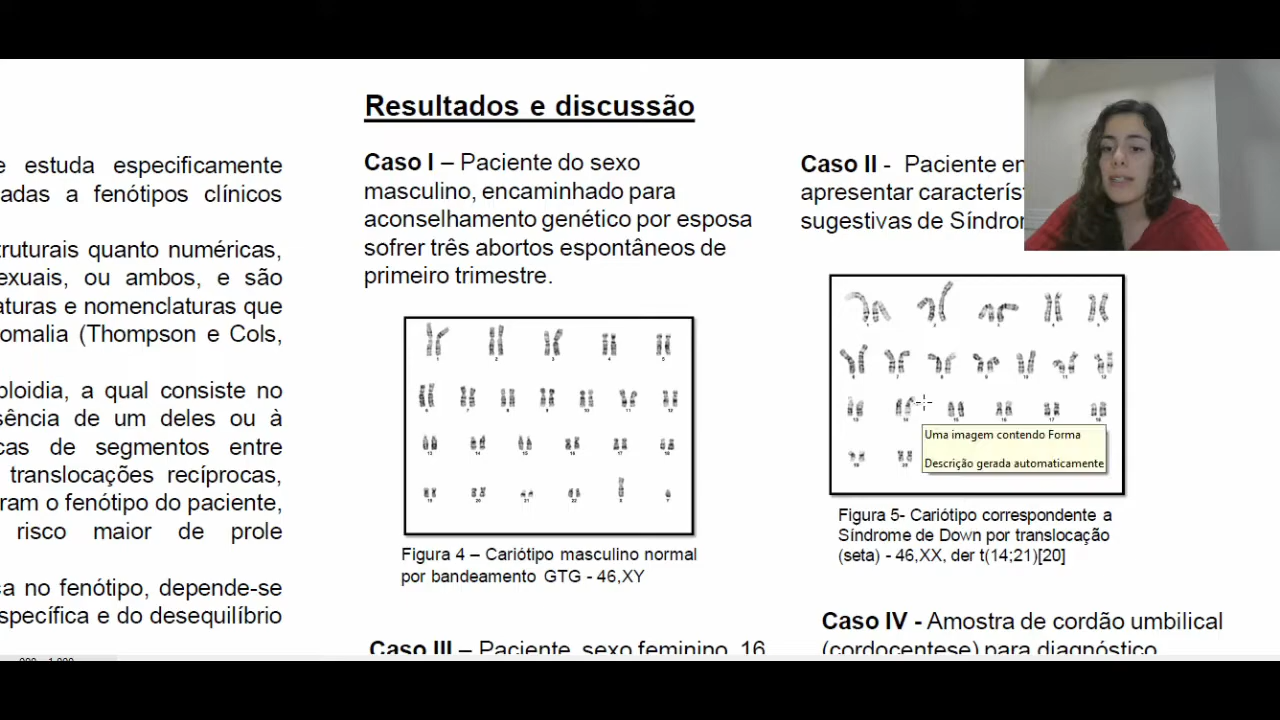 Resultados e discussão
e estuda especificamente
adas a fenótipos clínicos
truturais quanto numéricas,
exuais, ou ambos, e são
aturas e nomenclaturas que
omalia (Thompson e Cols,
ploidia, a qual consiste no
sência de um deles ou à
cas de segmentos entre
translocações recíprocas,
ram o fenótipo do paciente,
risco maior de prole
a no fenótipo, depende-se
specífica e do desequilíbrio
Caso I – Paciente do sexo
masculino, encaminhado para
aconselhamento genético por esposa
sofrer três abortos espontâneos de
primeiro trimestre.
Figura 4 – Cariótipo masculino normal
por bandeamento GTG - 46,XY
Caso III – Paciente, sexo feminino, 16
Caso II - Paciente en
apresentar caracterís
sugestivas de Síndro
Uma imagem contendo Forma
Descrição gerada automaticamente
Figura 5- Cariótipo correspondente a
Síndrome de Down por translocação
(seta) - 46,XX, der t(14;21)[20]
Caso IV - Amostra de cordão umbilical
(cordocentese) para diagnóstico